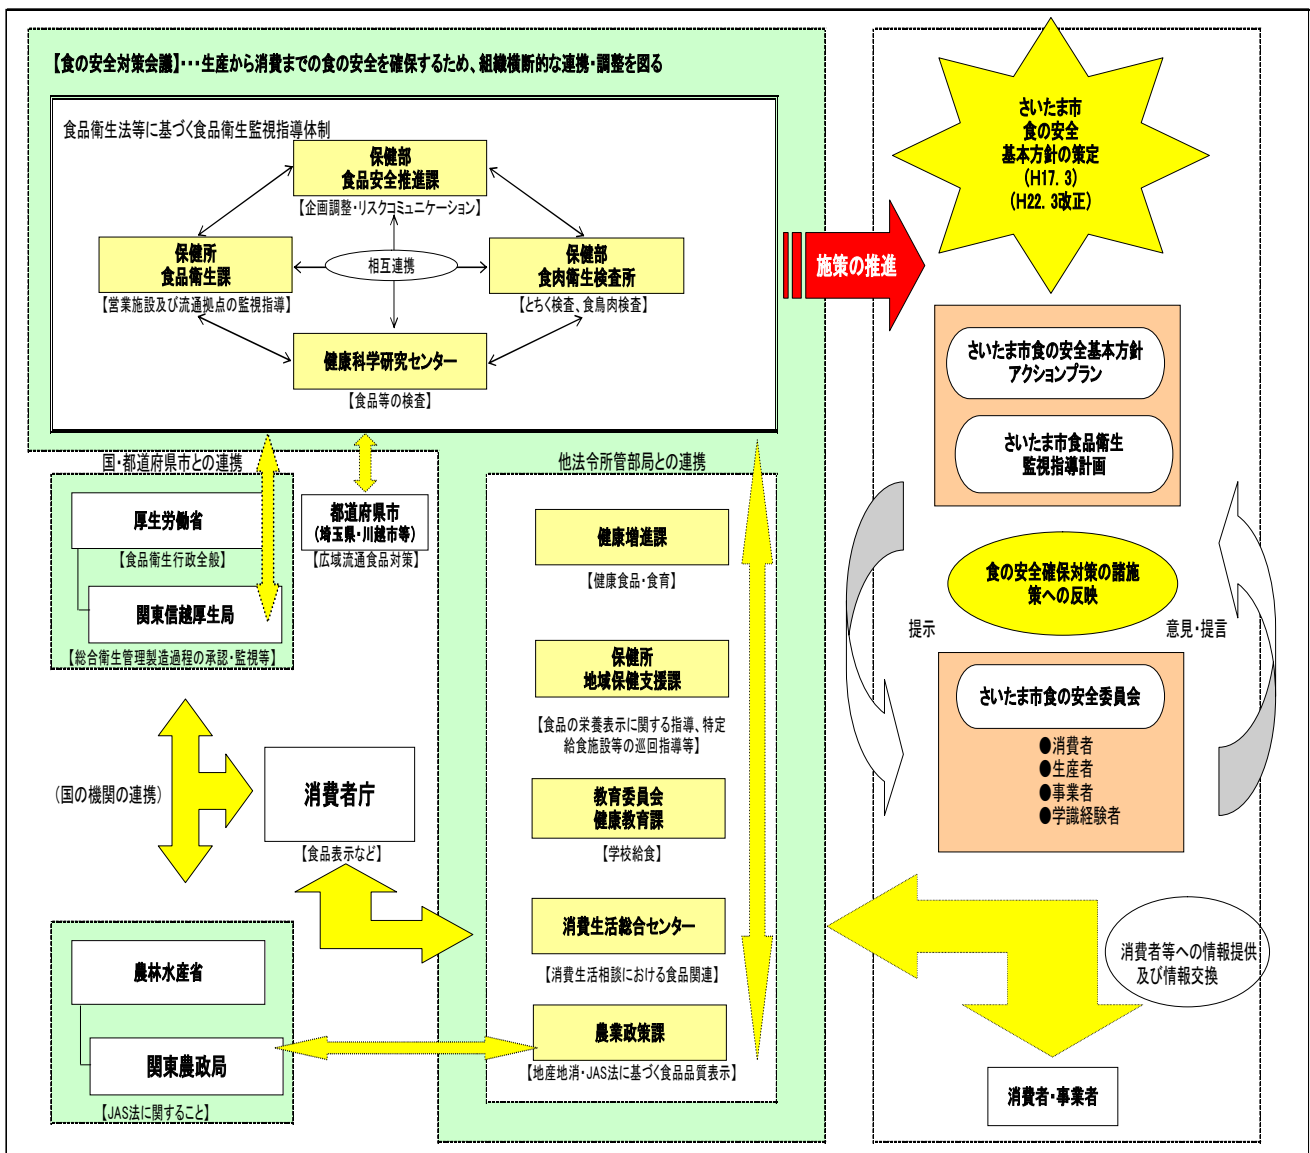 【食の安全対策会議】･･･生産から消費までの食の安全を確保するため、組織横断的な連携・調整を図る
食品衛生法等に基づく食品衛生監視指導体制
保健部
食品安全推進課
【企画調整・リスクコミュニケーション】
保健所
食品衛生課
【営業施設及び流通拠点の監視指導】
相互連携
保健部
食肉衛生検査所
【とちく検査、食鳥肉検査】
健康科学研究センター
【食品等の検査】
施策の推進
さいたま市
食の安全
基本方針の策定
(H17. 3)
(H22. 3改正)
さいたま市食の安全基本方針
アクションプラン
さいたま市食品衛生
監視指導計画
食の安全確保対策の諸施
策への反映
提示
意見・提言
さいたま市食の安全委員会
●消費者
●生産者
●事業者
●学識経験者
消費者等への情報提供
及び情報交換
消費者・事業者
国・都道府県市との連携
厚生労働省
【食品衛生行政全般】
関東信越厚生局
【総合衛生管理製造過程の承認・監視等】
都道府県市
(埼玉県・川越市等)
【広域流通食品対策】
(国の機関の連携)
消費者庁
【食品表示など】
農林水産省
関東農政局
【JAS法に関すること】
他法令所管部局との連携
健康増進課
【健康食品・食育】
保健所
地域保健支援課
【食品の栄養表示に関する指導、特定
給食施設等の巡回指導等】
教育委員会
健康教育課
【学校給食】
消費生活総合センター
【消費生活相談における食品関連】
農業政策課
【地産地消・JAS法に基づく食品品質表示】